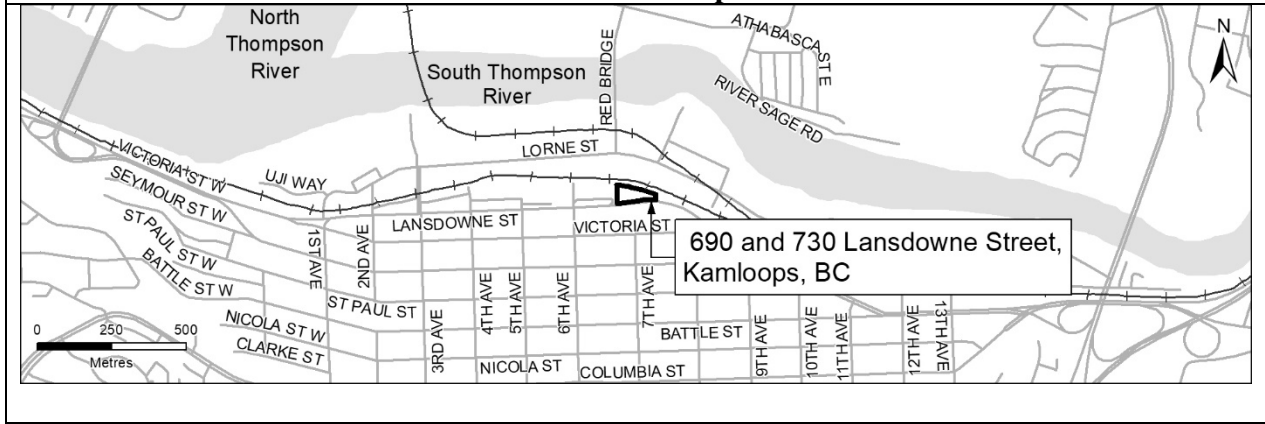 North
Thompson
River
South Thompson
River
RED BRIDGE
ATHABASCA ST E
RIVER SAGE RD
N
VICTORIA ST W
SEYMOUR ST W
UJI WAY
LORNE ST
ST PAUL ST W
BATTLE ST W
LANSDOWNE ST
VICTORIA ST
690 and 730 Lansdowne Street,
Kamloops, BC
1ST AVE
2ND AVE
3RD AVE
4TH AVE
5TH AVE
6TH AVE
7TH AVE
9TH AVE
10TH AVE
11TH AVE
12TH AVE
13TH AVE
ST PAUL ST
NICOLA ST W
CLARKE ST
BATTLE ST
NICOLA ST
COLUMBIA ST
0 250 500
Metres